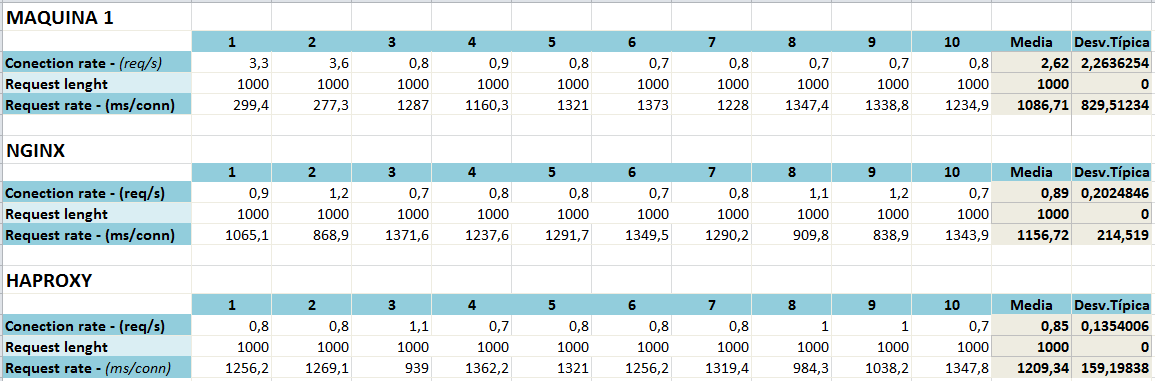 MAQUINA 1
1 2 3 4 5 6 7 8 9 10 Media Desv.Típica
Conection rate - (req/s) 3,3 3,6 0,8 0,9 0,8 0,7 0,8 0,7 0,7 0,8 2,62 2,2636254
Request lenght 1000 1000 1000 1000 1000 1000 1000 1000 1000 1000 1000 0
Request rate - (ms/conn) 299,4 277,3 1287 1160,3 1321 1373 1228 1347,4 1338,8 1234,9 1086,71 829,51234
NGINX
1 2 3 4 5 6 7 8 9 10 Media Desv.Típica
Conection rate - (req/s) 0,9 1,2 0,7 0,8 0,8 0,7 0,8 1,1 1,2 0,7 0,89 0,2024846
Request lenght 1000 1000 1000 1000 1000 1000 1000 1000 1000 1000 1000 0
Request rate - (ms/conn) 1065,1 868,9 1371,6 1237,6 1291,7 1349,5 1290,2 909,8 838,9 1343,9 1156,72 214,519
HAPROXY
1 2 3 4 5 6 7 8 9 10 Media Desv.Típica
Conection rate - (req/s) 0,8 0,8 1,1 0,7 0,8 0,8 0,8 1 1 0,7 0,85 0,1354006
Request lenght 1000 1000 1000 1000 1000 1000 1000 1000 1000 1000 1000 0
Request rate - (ms/conn) 1256,2 1269,1 939 1362,2 1321 1256,2 1319,4 984,3 1038,2 1347,8 1209,34 159,19838